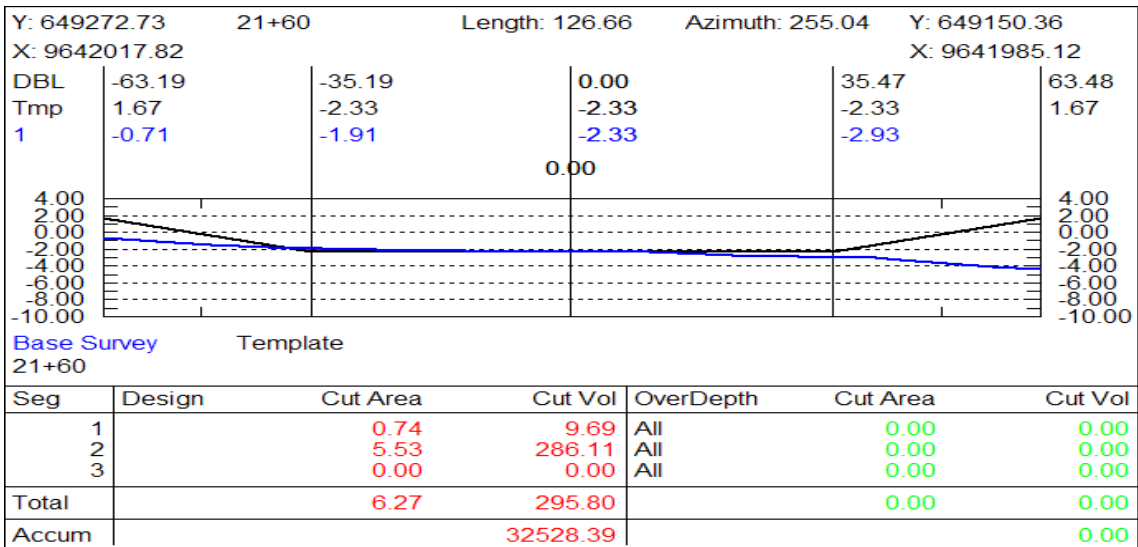 Y: 649272.73 21+60 Length: 126.66 Azimuth: 255.04 Y: 649150.36
X: 9642017.82 X: 9641985.12
DBL -63.19 -35.19 0.00 35.47 63.48
Tmp 1.67 -2.33 -2.33 -2.33 1.67
1 -0.71 -1.91 -2.33 -2.93
0.00
4.00 4.00
2.00 2.00
0.00 0.00
-2.00 -2.00
-4.00 -4.00
-6.00 -6.00
-8.00 -8.00
-10.00 -10.00
Base Survey Template
21+60
Seg Design Cut Area Cut Vol OverDepth Cut Area Cut Vol
1 0.74 9.69 All 0.00 0.00
2 5.53 286.11 All 0.00 0.00
3 0.00 0.00 All 0.00 0.00
Total 6.27 295.80 0.00 0.00
Accum 32528.39 0.00